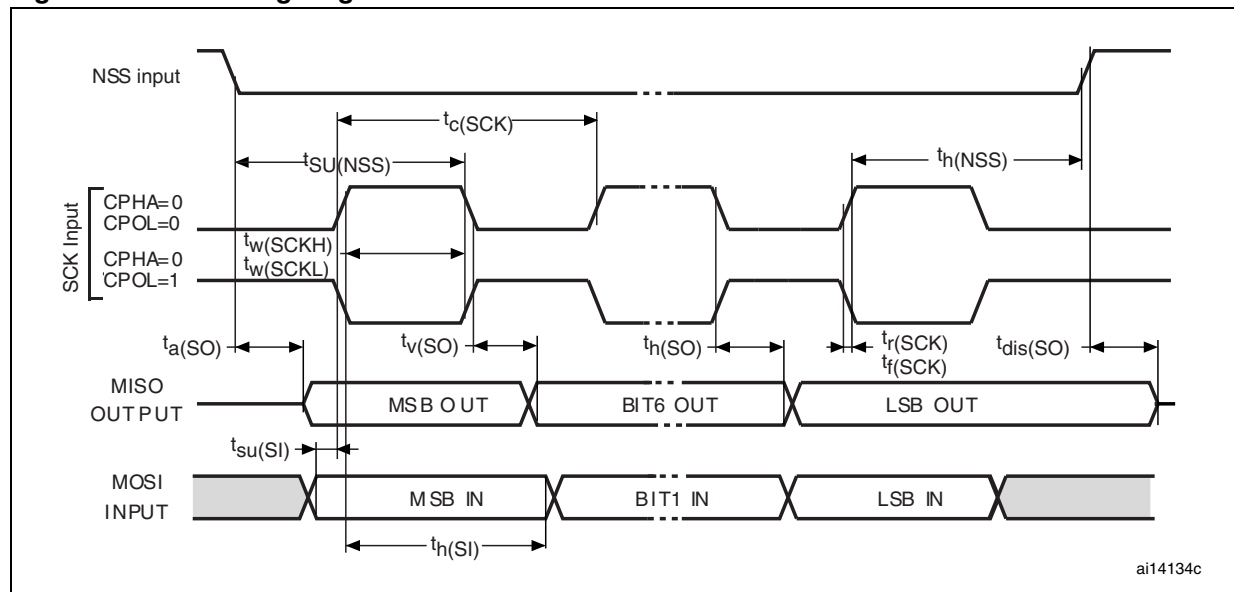 NSS input
tc(SCK)
tSU(NSS)
th(NSS)
SCK Input
CPHA=0
CPOL=0
tw(SCKH)
CPHA=0
tw(SCKL)
CPOL=1
ta(SO)
tv(SO)
th(SO)
tr(SCK)
tf(SCK)
tdis(SO)
MISO
OUTPUT
MSB OUT
BIT6 OUT
LSB OUT
tsu(SI)
MOSI
INPUT
MSB IN
BIT1 IN
LSB IN
th(SI)
ai14134c